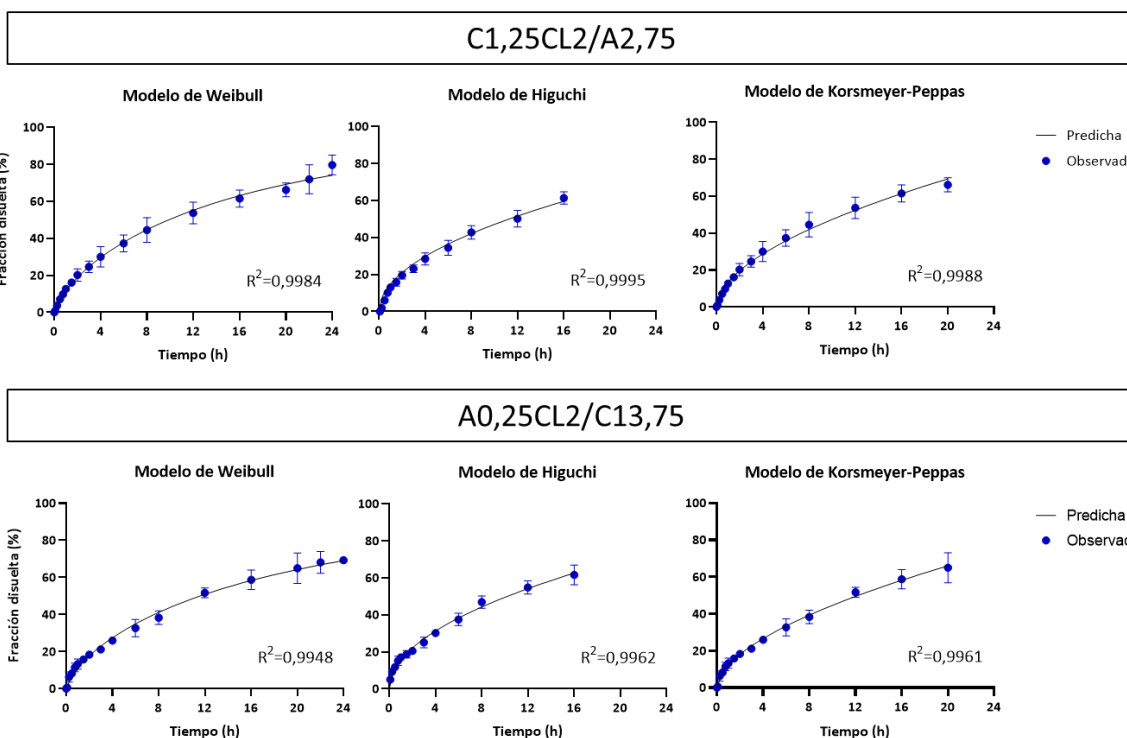 C1,25CL2/A2,75
Modelo de Weibull
Modelo de Higuchi
Modelo de Korsmeyer-Peppas
Fracción disuelta (%)
100
80
60
40
20
0
R²=0,9984
0 4 8 12 16 20 24
Tiempo (h)
100
80
60
40
20
0
R²=0,9995
0 4 8 12 16 20 24
Tiempo (h)
100
80
60
40
20
0
R²=0,9988
0 4 8 12 16 20 24
Tiempo (h)
Predicha
Observad
A0,25CL2/C13,75
Modelo de Weibull
Modelo de Higuchi
Modelo de Korsmeyer-Peppas
Fracción disuelta (%)
100
80
60
40
20
0
R²=0,9948
0 4 8 12 16 20 24
Tiempo (h)
100
80
60
40
20
0
R²=0,9962
0 4 8 12 16 20 24
Tiempo (h)
100
80
60
40
20
0
R²=0,9961
0 4 8 12 16 20 24
Tiempo (h)
Predicha
Observad